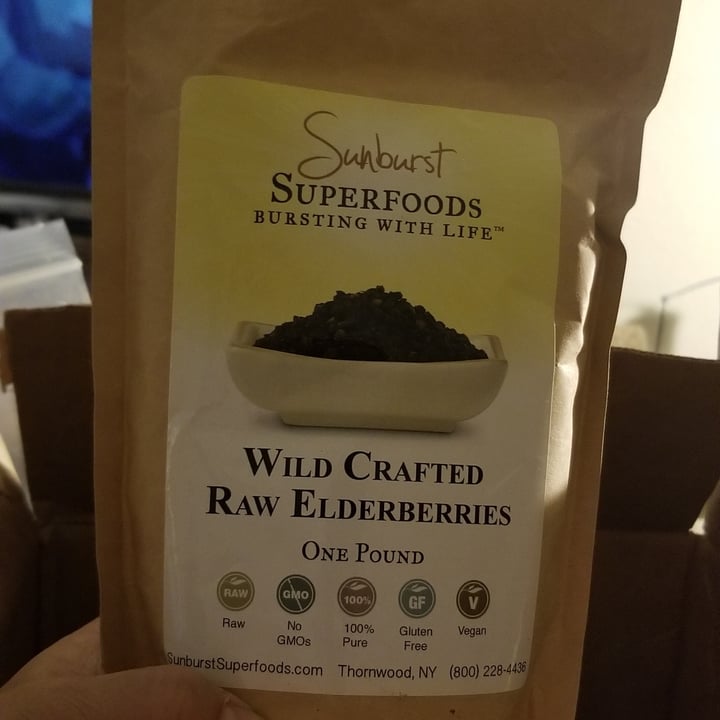 Sunburst
SUPERFOODS
BURSTING WITH LIFE™
WILD CRAFTED
RAW ELDERBERRIES
ONE POUND
RAW GMO 100% GF V
Raw No GMOs 100% Pure Gluten Free Vegan
SunburstSuperfoods.com Thornwood, NY (800) 228-4436